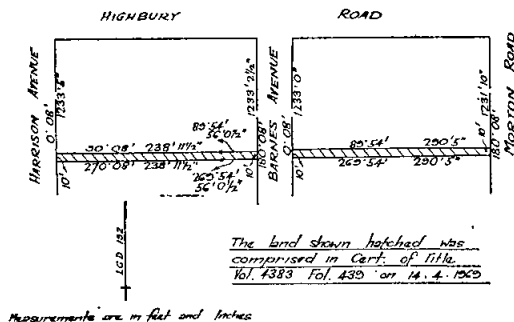 HIGHBURY ROAD
HARRISON AVENUE
0°08'
1233'6"
1233'2½"
180°08'
BARNES AVENUE
0°08'
1233'0"
1231'10"
180°08'
MORTON ROAD
89°54'
56'0½"
90°08' 238'11½"
270°08' 238'11½"
10'
269°54'
56'0½"
10'
89°54' 290'5"
269°54' 290'5"
10'
10'
LGD 192
The land shown hatched was
comprised in Cert. of Title
Vol. 4383 Fol. 439 on 14.4.1969
Measurements are in feet and Inches